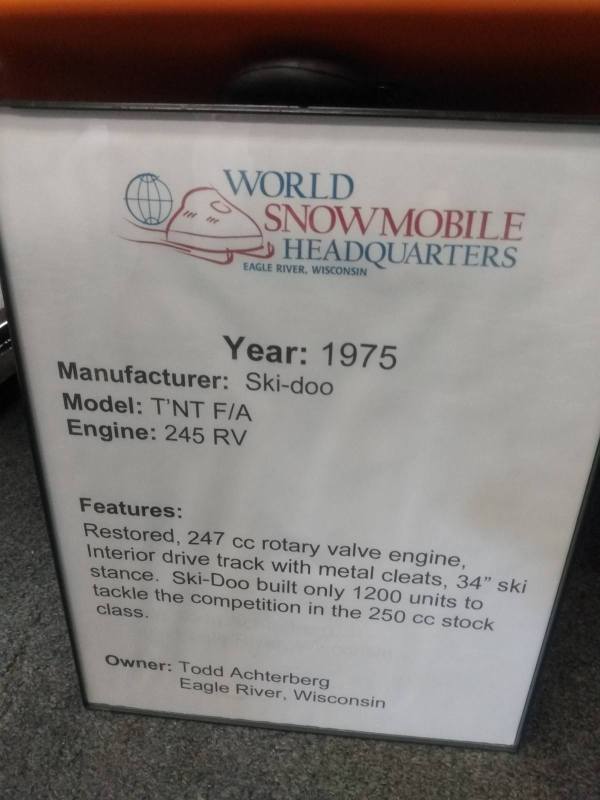 WORLD
SNOWMOBILE
HEADQUARTERS
EAGLE RIVER, WISCONSIN
Year: 1975
Manufacturer: Ski-doo
Model: T'NT F/A
Engine: 245 RV
Features:
Restored, 247 cc rotary valve engine,
Interior drive track with metal cleats, 34" ski
stance. Ski-Doo built only 1200 units to
tackle the competition in the 250 cc stock
class.
Owner: Todd Achterberg
Eagle River, Wisconsin